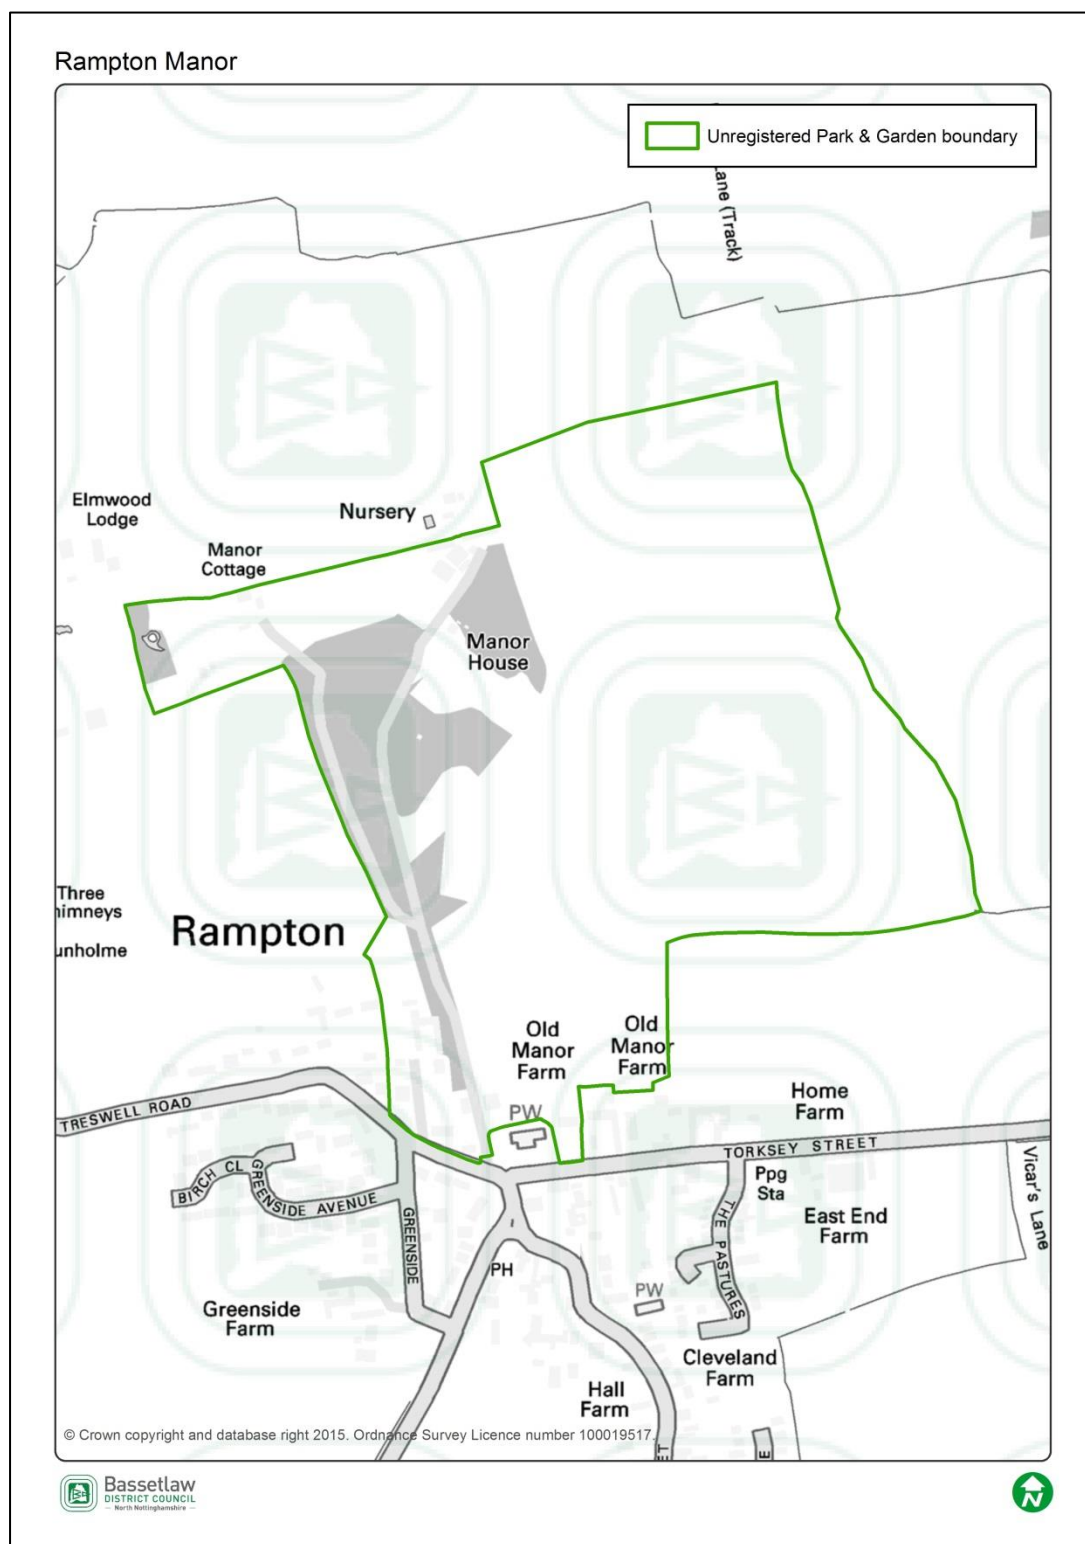 Rampton Manor
Unregistered Park & Garden boundary
Lane (Track)
Elmwood
Lodge
Nursery
Manor
Cottage
Manor
House
Three
himneys
unholme
Rampton
Old
Manor
Farm
Old
Manor
Farm
Home
Farm
PW
TRESWELL ROAD
TORKSEY STREET
BIRCH CL
GREENSIDE AVENUE
GREENSIDE
Ppg
Sta
THE PASTURES
East End
Farm
Vicar's Lane
PH
PW
Greenside
Farm
Cleveland
Farm
Hall
Farm
ET
E
© Crown copyright and database right 2015. Ordnance Survey Licence number 100019517.
Bassetlaw
DISTRICT COUNCIL
North Nottinghamshire
N